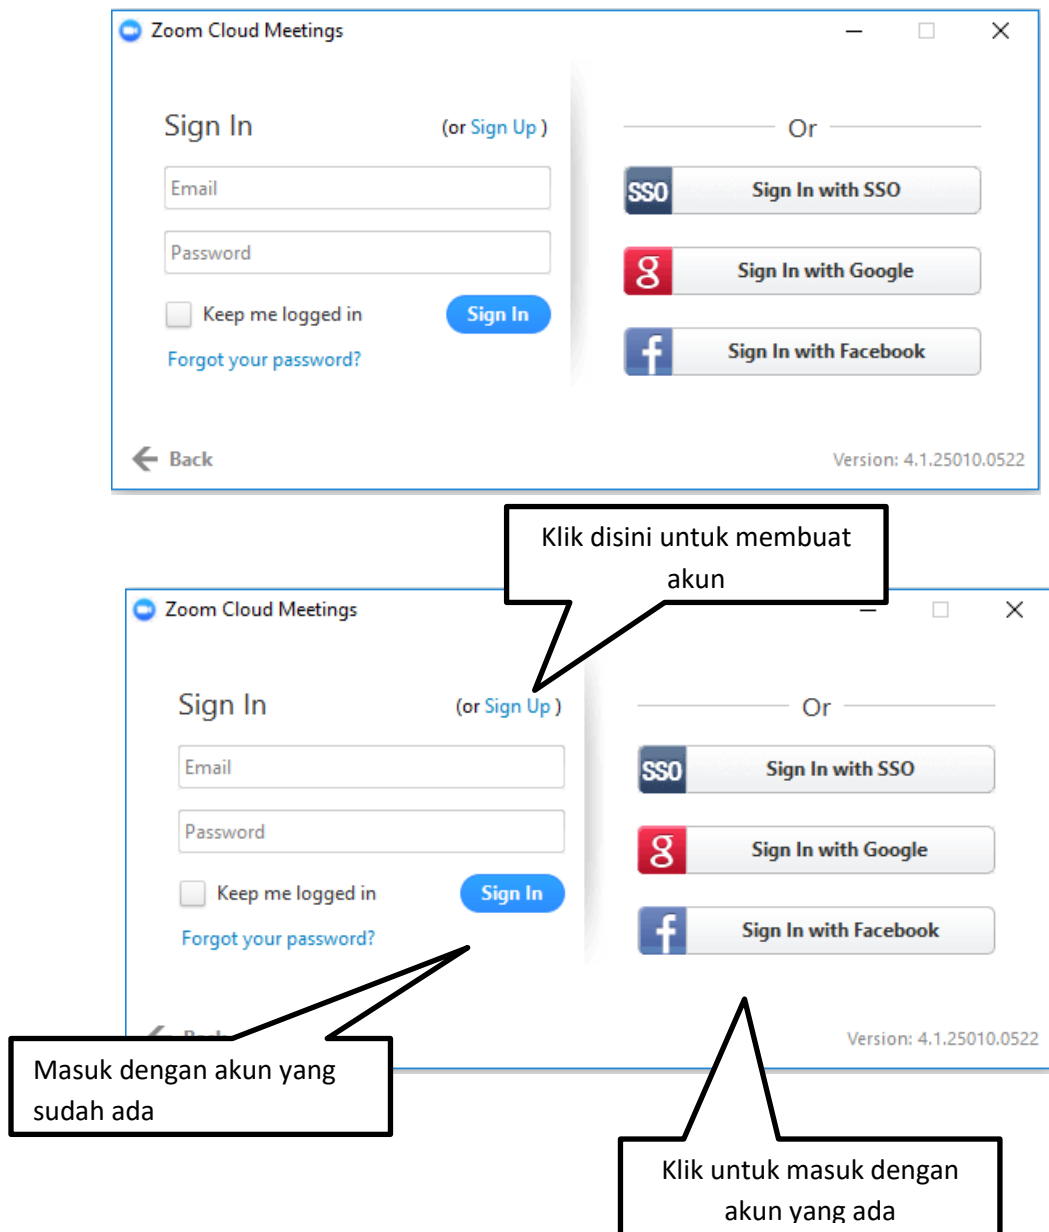 Zoom Cloud Meetings
Sign In (or Sign Up )
Or
Email
SSO Sign In with SSO
Password
g Sign In with Google
Keep me logged in Sign In
f Sign In with Facebook
Forgot your password?
Back
Version: 4.1.25010.0522
Klik disini untuk membuat
akun
Zoom Cloud Meetings
Sign In (or Sign Up )
Or
Email
SSO Sign In with SSO
Password
g Sign In with Google
Keep me logged in Sign In
f Sign In with Facebook
Forgot your password?
Version: 4.1.25010.0522
Masuk dengan akun yang
sudah ada
Klik untuk masuk dengan
akun yang ada